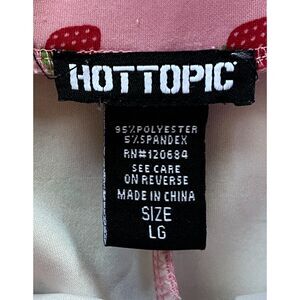 HOTTOPIC
95%POLYESTER
5%SPANDEX
RN#120684
SEE CARE
ON REVERSE
MADE IN CHINA
SIZE
LG